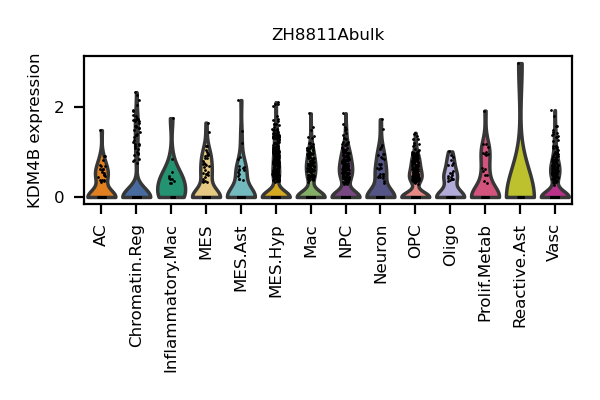 ZH8811Abulk
KDM4B expression
2
0
AC
Chromatin.Reg
Inflammatory.Mac
MES
MES.Ast
MES.Hyp
Mac
NPC
Neuron
OPC
Oligo
Prolif.Metab
Reactive.Ast
Vasc